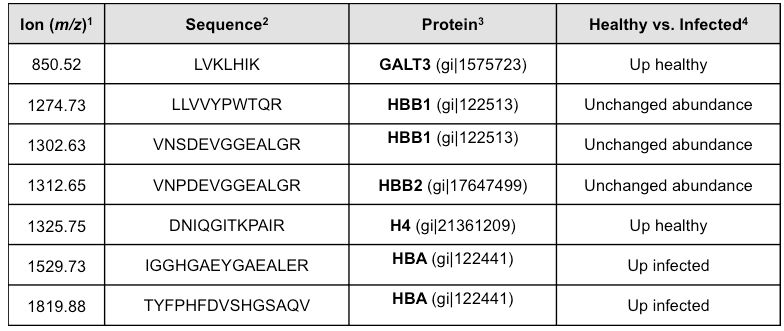 Ion (m/z)¹ Sequence² Protein³ Healthy vs. Infected⁴
850.52 LVKLHIK GALT3 (gi|1575723) Up healthy
1274.73 LLVVYPWTQR HBB1 (gi|122513) Unchanged abundance
1302.63 VNSDEVGGEALGR HBB1 (gi|122513) Unchanged abundance
1312.65 VNPDEVGGEALGR HBB2 (gi|17647499) Unchanged abundance
1325.75 DNIQGITKPAIR H4 (gi|21361209) Up healthy
1529.73 IGGHGAEYGAEALER HBA (gi|122441) Up infected
1819.88 TYFPHFDVSHGSAQV HBA (gi|122441) Up infected